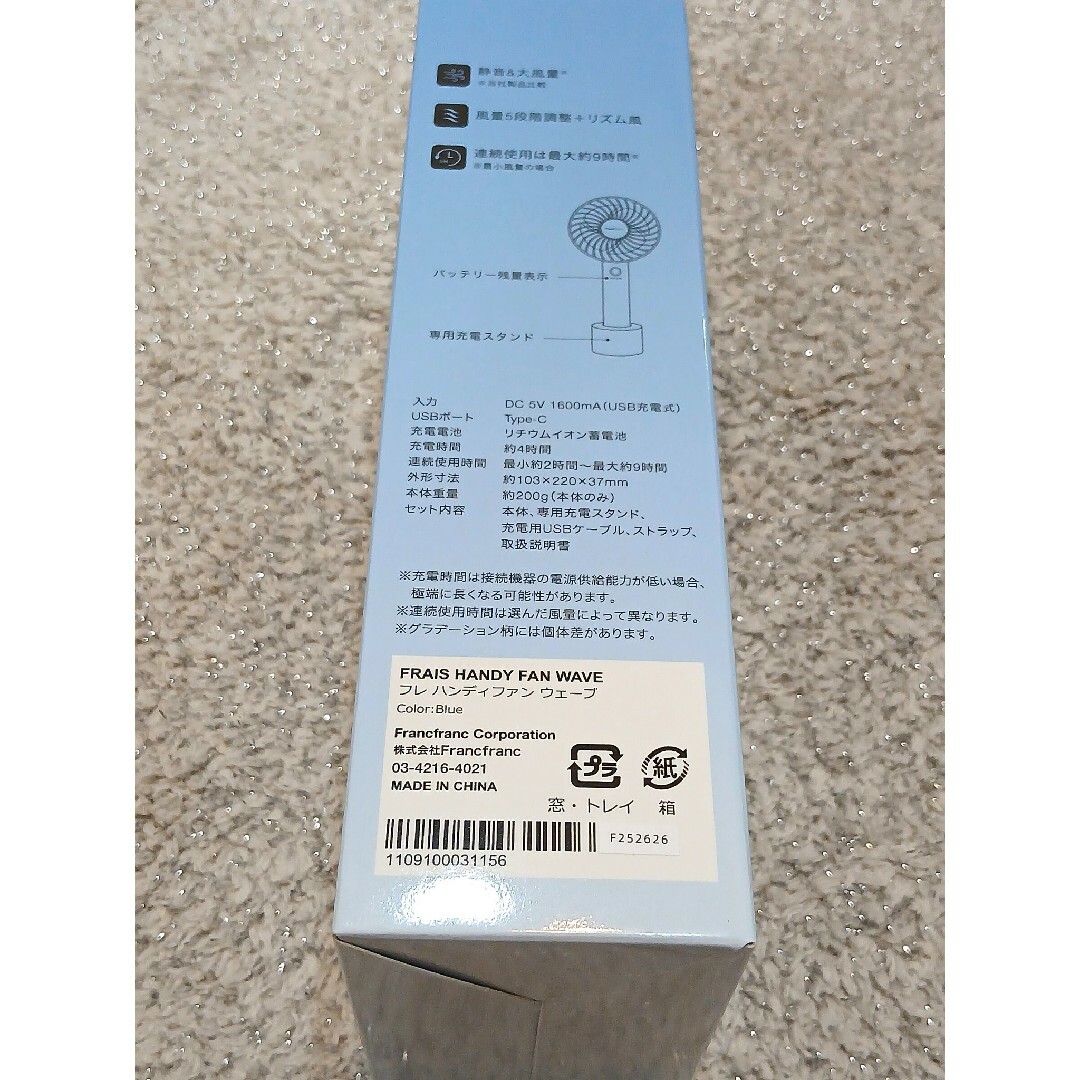 静音&大風量※
※当社製品比較
風量5段階調整+リズム風
連続使用は最大約9時間※
※最小風量の場合
バッテリー残量表示
専用充電スタンド
入力 DC 5V 1600mA(USB充電式)
USBポート Type-C
充電電池 リチウムイオン蓄電池
充電時間 約4時間
連続使用時間 最小約2時間〜最大約9時間
外形寸法 約103×220×37mm
本体重量 約200g(本体のみ)
セット内容 本体、専用充電スタンド、
充電用USBケーブル、ストラップ、
取扱説明書
※充電時間は接続機器の電源供給能力が低い場合、
極端に長くなる可能性があります。
※連続使用時間は選んだ風量によって異なります。
※グラデーション柄には個体差があります。
FRAIS HANDY FAN WAVE
フレ ハンディファン ウェーブ
Color:Blue
Francfranc Corporation
株式会社Francfranc
03-4216-4021
MADE IN CHINA
プラ 紙
窓・トレイ 箱
F252626
1109100031156